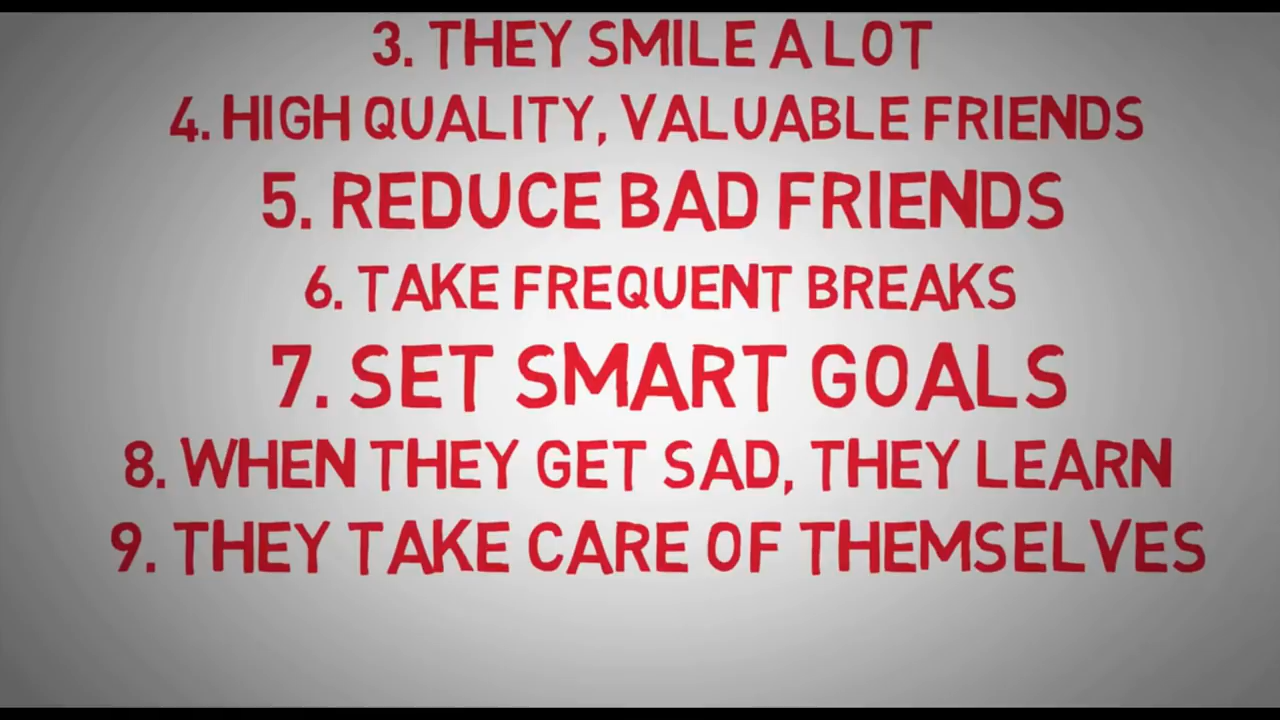 3. THEY SMILE A LOT
4. HIGH QUALITY, VALUABLE FRIENDS
5. REDUCE BAD FRIENDS
6. TAKE FREQUENT BREAKS
7. SET SMART GOALS
8. WHEN THEY GET SAD, THEY LEARN
9. THEY TAKE CARE OF THEMSELVES